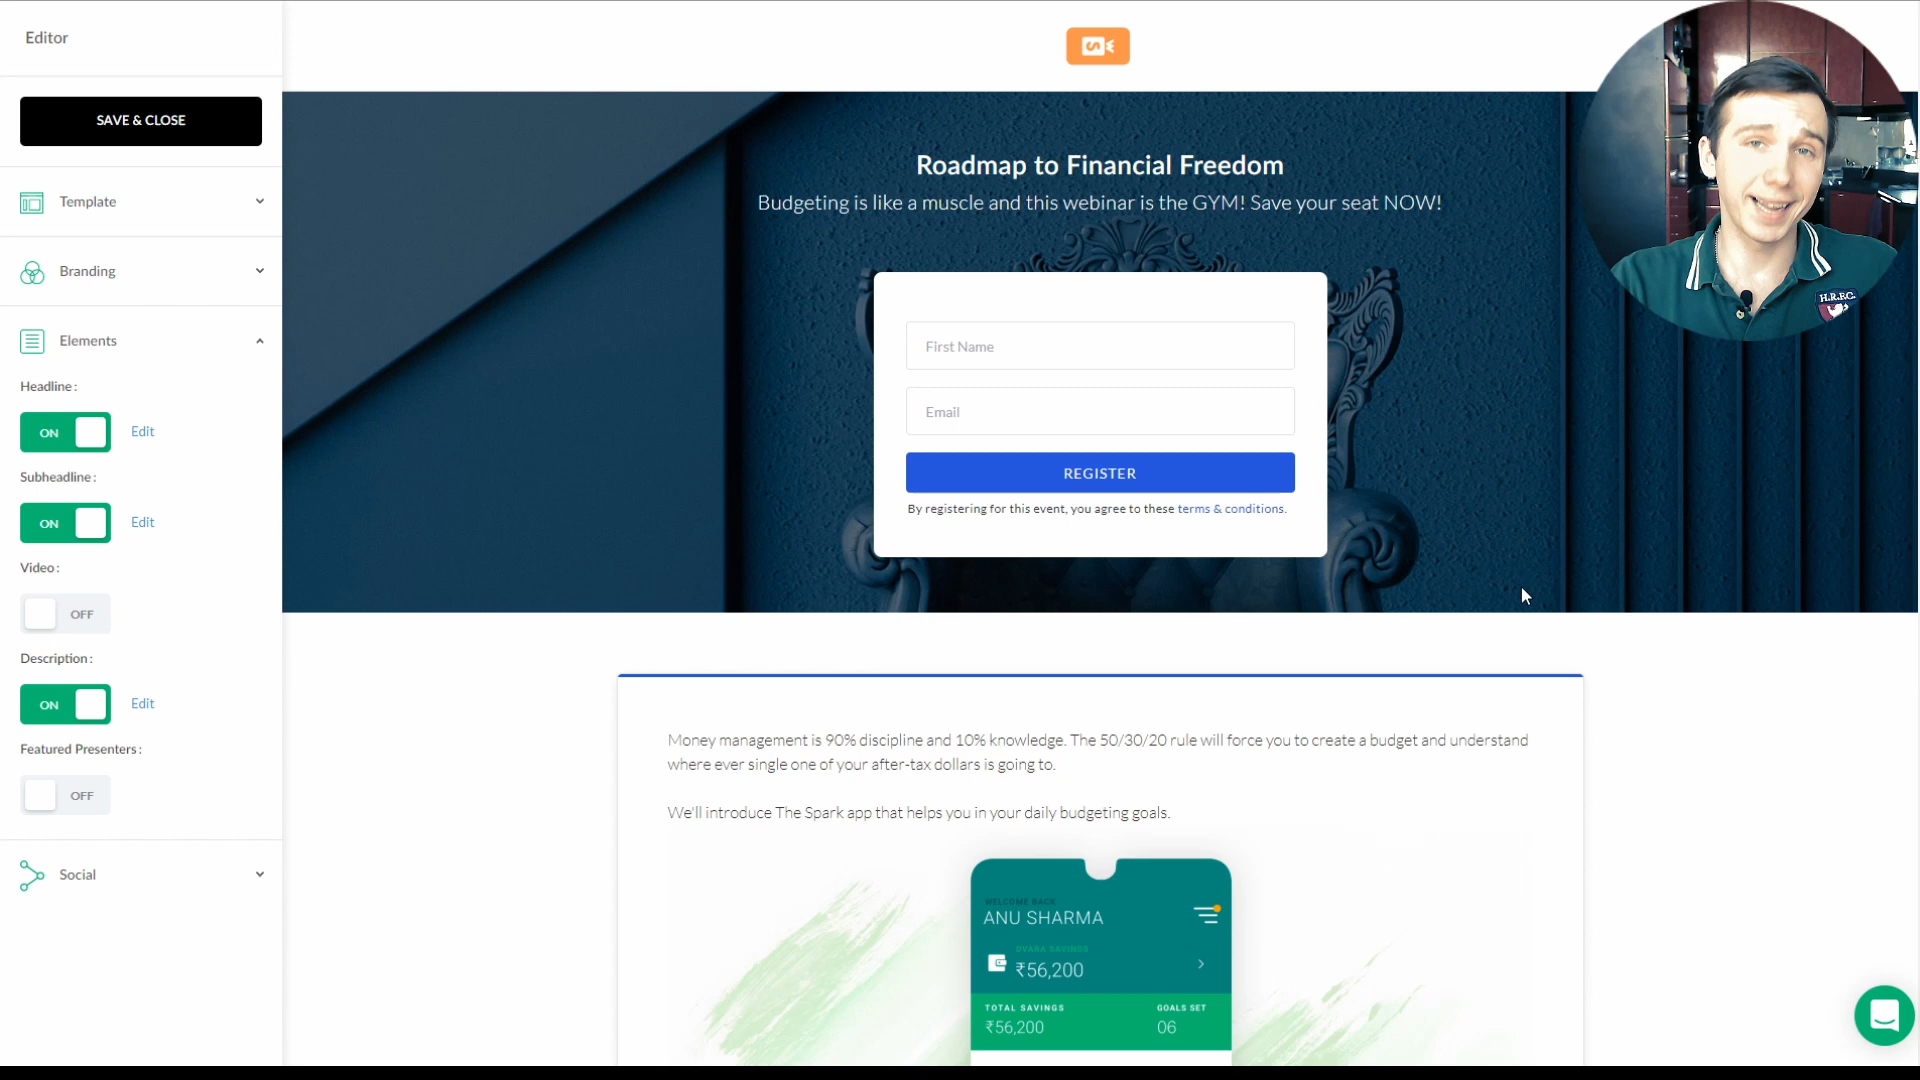 Editor
SAVE & CLOSE
Template
Branding
Elements
Headline:
ON
Edit
Subheadline:
ON
Edit
Video:
OFF
Description:
ON
Edit
Featured Presenters:
OFF
Social
Roadmap to Financial Freedom
Budgeting is like a muscle and this webinar is the GYM! Save your seat NOW!
First Name
Email
REGISTER
By registering for this event, you agree to these terms & conditions.
Money management is 90% discipline and 10% knowledge. The 50/30/20 rule will force you to create a budget and understand
where ever single one of your after-tax dollars is going to.
We'll introduce The Spark app that helps you in your daily budgeting goals.
WELCOME BACK
ANU SHARMA
DVARA SAVINGS
₹56,200
TOTAL SAVINGS
GOALS SET
₹56,200
06
H.R.F.C.